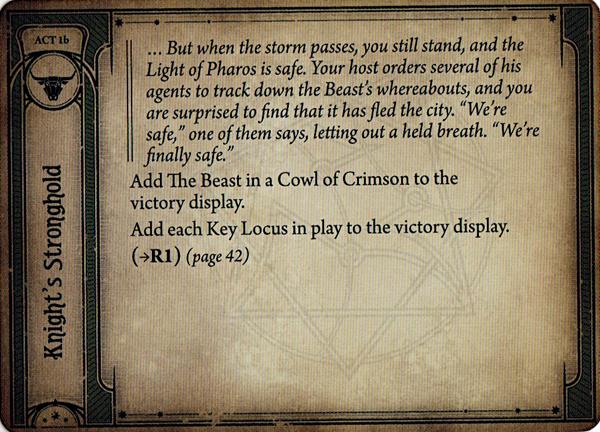 ACT 1b
Knight's Stronghold
... But when the storm passes, you still stand, and the
Light of Pharos is safe. Your host orders several of his
agents to track down the Beast's whereabouts, and you
are surprised to find that it has fled the city. “We're
safe,” one of them says, letting out a held breath. “We're
finally safe.”
Add The Beast in a Cowl of Crimson to the
victory display.
Add each Key Locus in play to the victory display.
(→R1) (page 42)